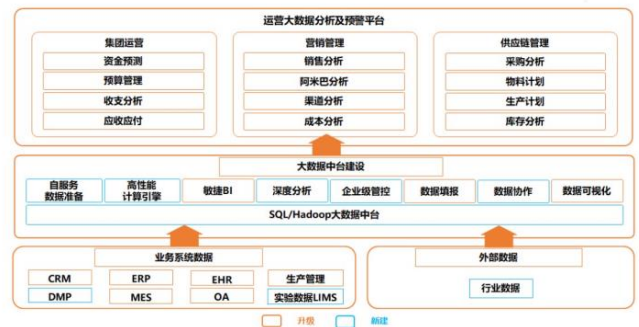 运营大数据分析及预警平台
集团运营
资金预测
预算管理
收支分析
应收应付
营销管理
销售分析
阿米巴分析
渠道分析
成本分析
供应链管理
采购分析
物料计划
生产计划
库存分析
大数据中台建设
自服务
数据准备
高性能
计算引擎
敏捷BI
深度分析
企业级管控
数据填报
数据协作
数据可视化
SQL/Hadoop大数据中台
业务系统数据
CRM
ERP
EHR
生产管理
DMP
MES
OA
实验数据LIMS
外部数据
行业数据
升级
新建